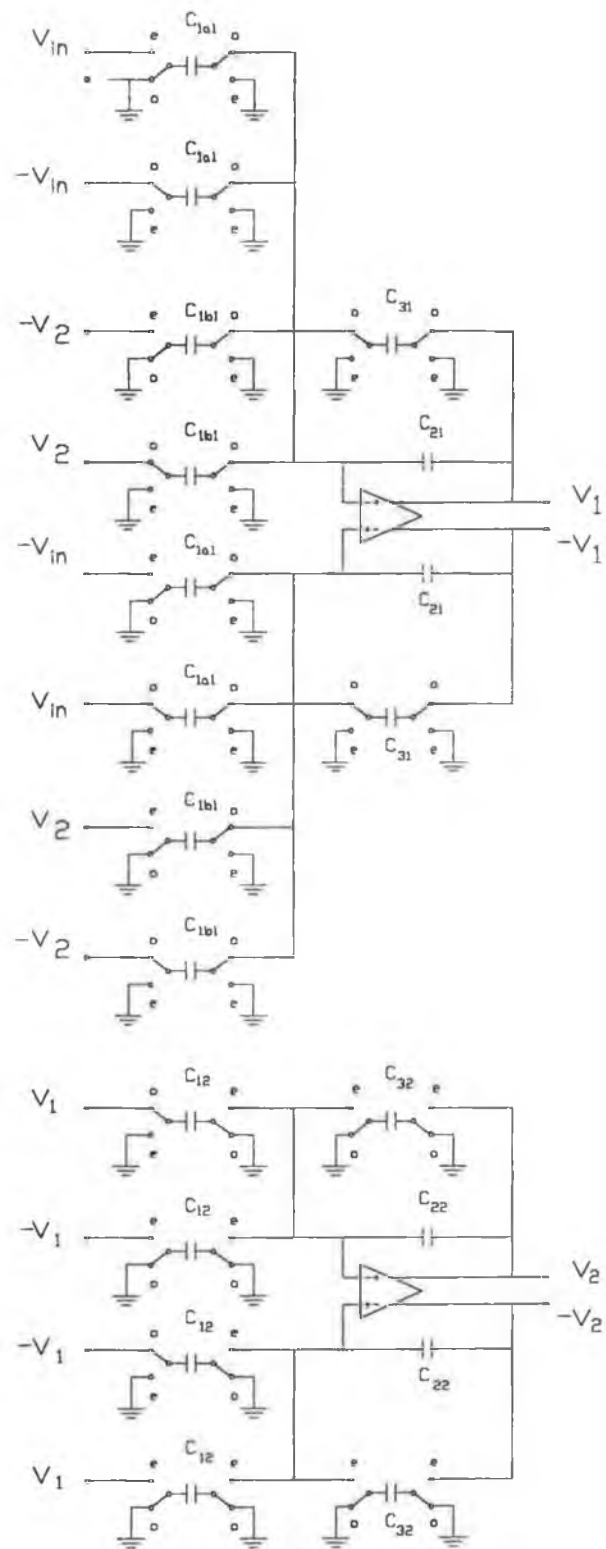 V_in e C_1a1 o
o e
-V_in o C_1a1 o
e e
-V_2 e C_1b1 o o C_31 o
o e e e
V_2 o C_1b1 o C_21
e e V_1
-V_in e C_1a1 o -V_1
o e C_21
V_in o C_1a1 o o o
e e e C_31 e
V_2 e C_1b1 o
o e
-V_2 o C_1b1 o
e e
V_1 o C_12 e e C_32 e
e o o o
-V_1 e C_12 e C_22
o o V_2
-V_1 o C_12 e -V_2
e o C_22
V_1 e C_12 e e e
o o o C_32 o